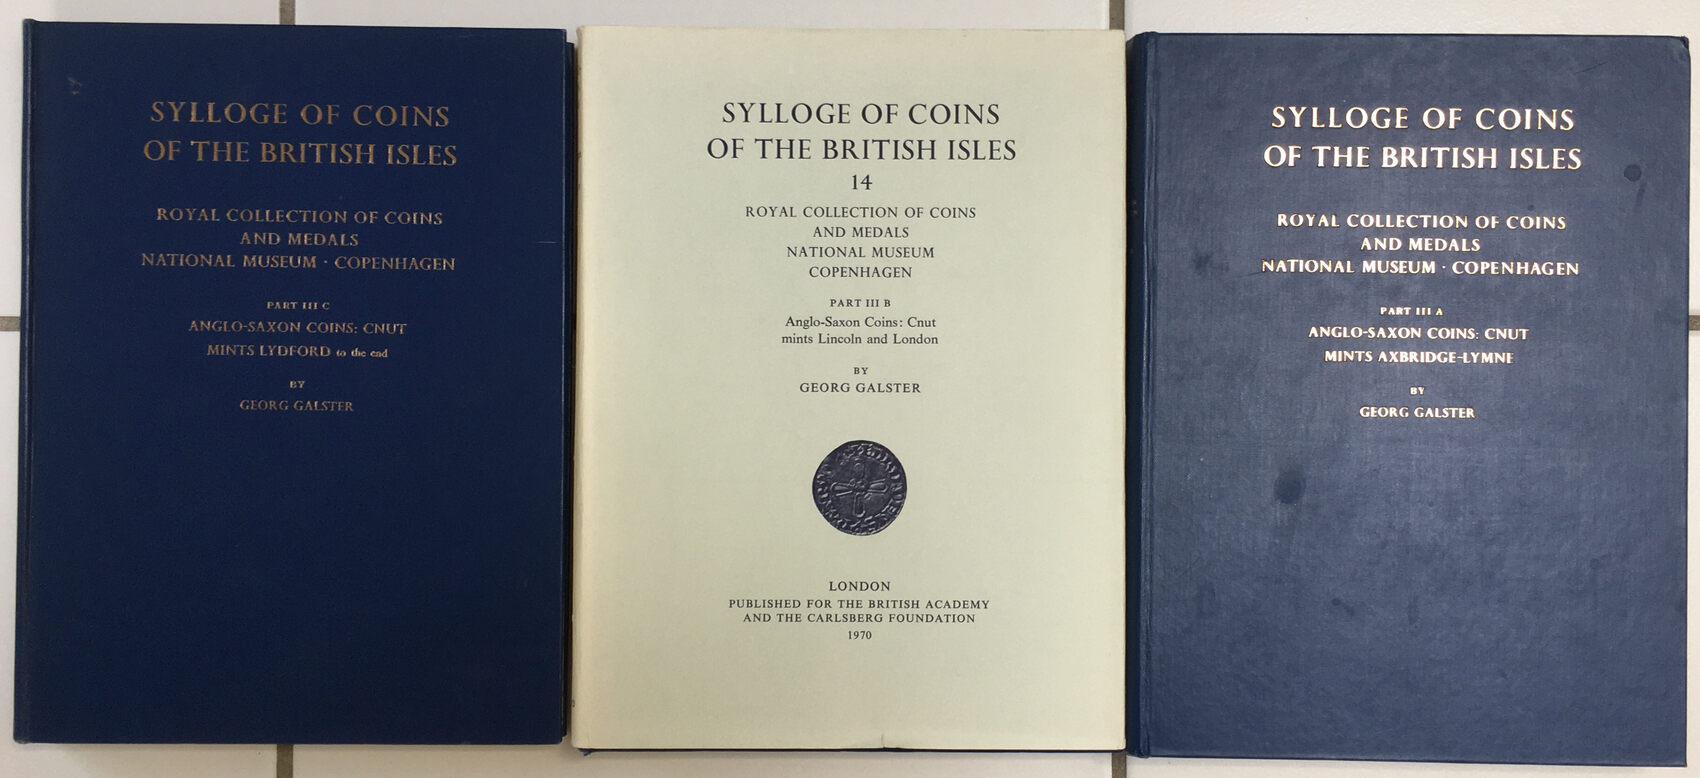 SYLLOGE OF COINS
OF THE BRITISH ISLES
ROYAL COLLECTION OF COINS
AND MEDALS
NATIONAL MUSEUM · COPENHAGEN
PART III C
ANGLO-SAXON COINS: CNUT
MINTS LYDFORD to the end
BY
GEORG GALSTER
SYLLOGE OF COINS
OF THE BRITISH ISLES
14
ROYAL COLLECTION OF COINS
AND MEDALS
NATIONAL MUSEUM
COPENHAGEN
PART III B
Anglo-Saxon Coins: Cnut
mints Lincoln and London
BY
GEORG GALSTER
LONDON
PUBLISHED FOR THE BRITISH ACADEMY
AND THE CARLSBERG FOUNDATION
1970
SYLLOGE OF COINS
OF THE BRITISH ISLES
ROYAL COLLECTION OF COINS
AND MEDALS
NATIONAL MUSEUM · COPENHAGEN
PART III A
ANGLO-SAXON COINS: CNUT
MINTS AXBRIDGE-LYMNE
BY
GEORG GALSTER